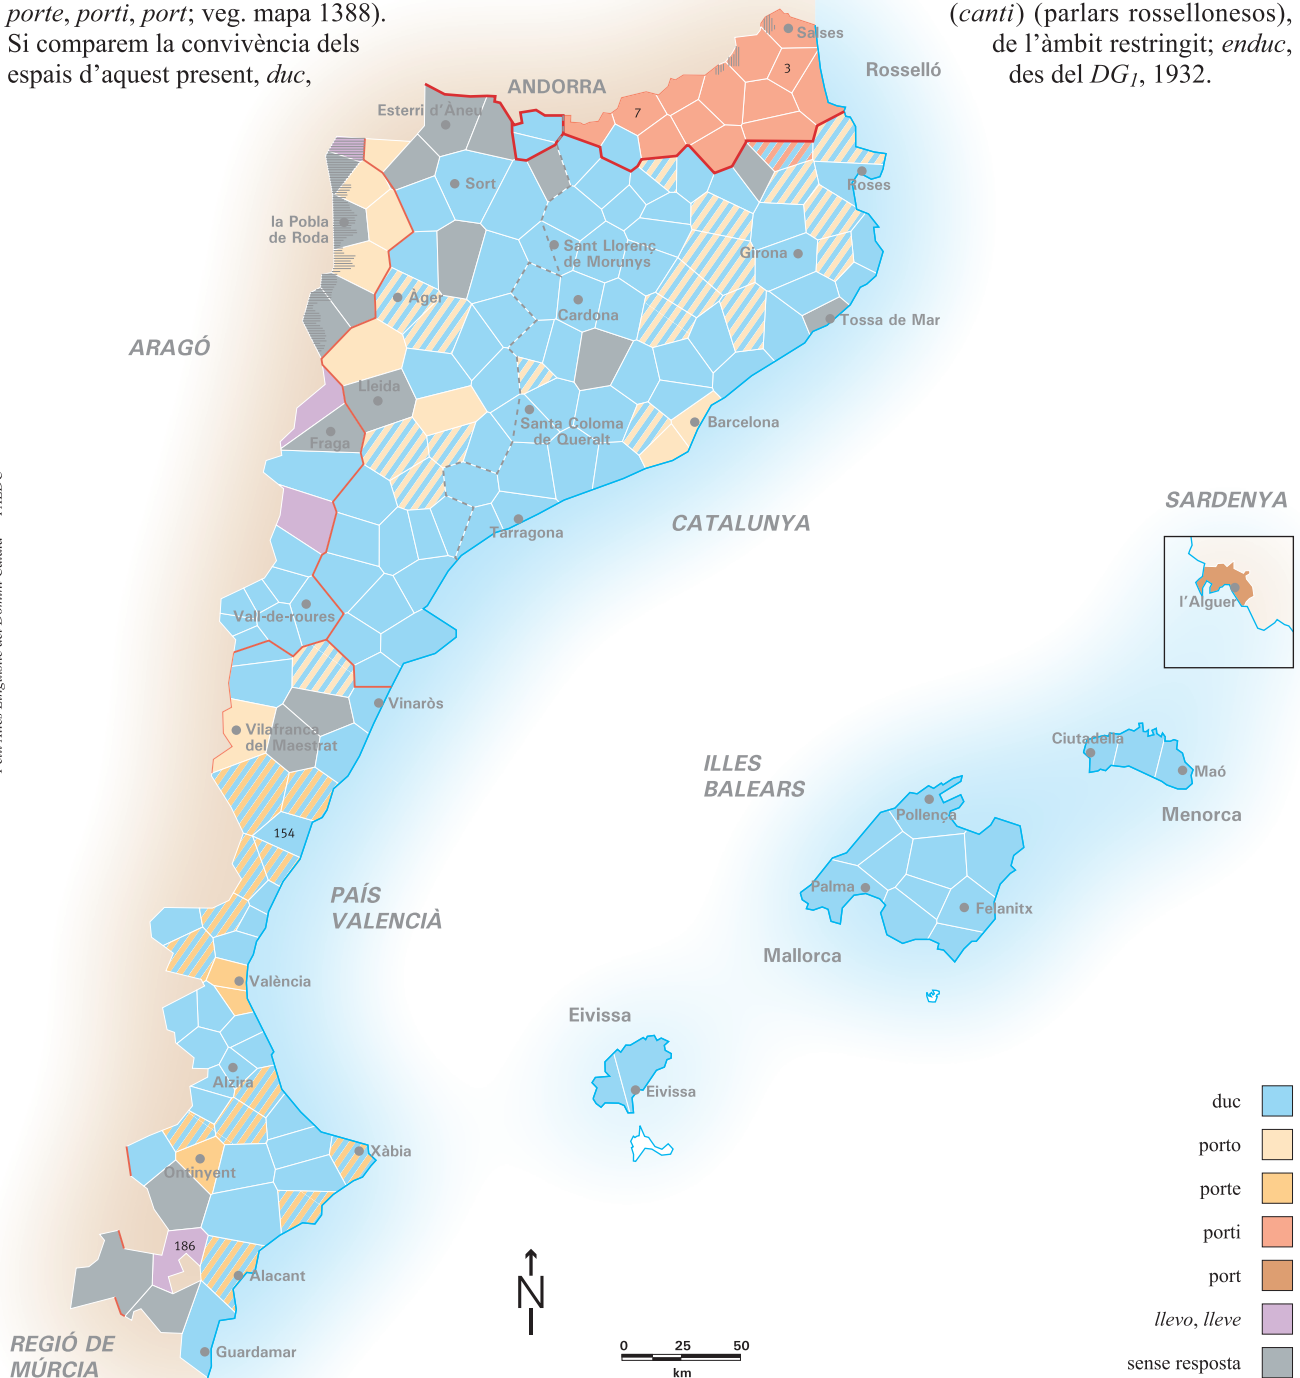 porte, porti, port; veg. mapa 1388).
Si comparem la convivència dels
espais d’aquest present, duc,
(canti) (parlars rossellonesos),
de l’àmbit restringit; enduc,
des del DG1, 1932.
Salses
3
Rosselló
ANDORRA
7
Esterri d’Àneu
Sort
Roses
la Pobla
de Roda
Sant Llorenç
de Morunys
Girona
Àger
Cardona
Tossa de Mar
ARAGÓ
Lleida
Santa Coloma
de Queralt
Barcelona
Fraga
SARDENYA
CATALUNYA
Tarragona
l’Alguer
Vall-de-roures
Vinaròs
Vilafranca
del Maestrat
Ciutadella
ILLES
BALEARS
Maó
Menorca
Pollença
154
PAÍS
VALENCIÀ
Palma
Felanitx
Mallorca
València
Eivissa
Alzira
Eivissa
Xàbia
Ontinyent
186
Alacant
N
REGIÓ DE
MÚRCIA
Guardamar
0 25 50
km
duc
porto
porte
porti
port
llevo, lleve
sense resposta